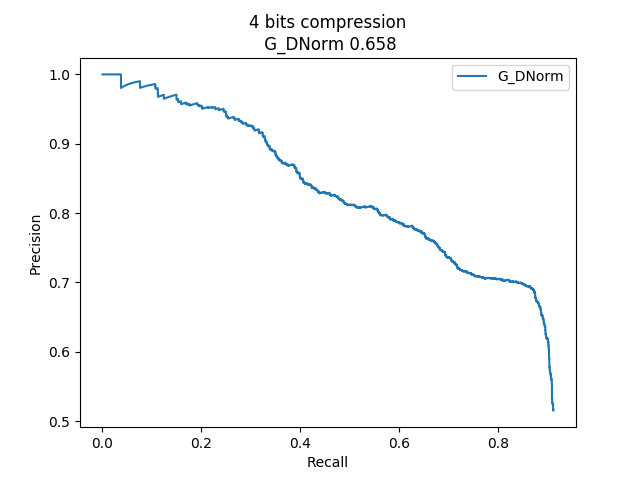 4 bits compression
G_DNorm 0.658
G_DNorm
1.0
0.9
0.8
0.7
0.6
0.5
Precision
0.0 0.2 0.4 0.6 0.8
Recall